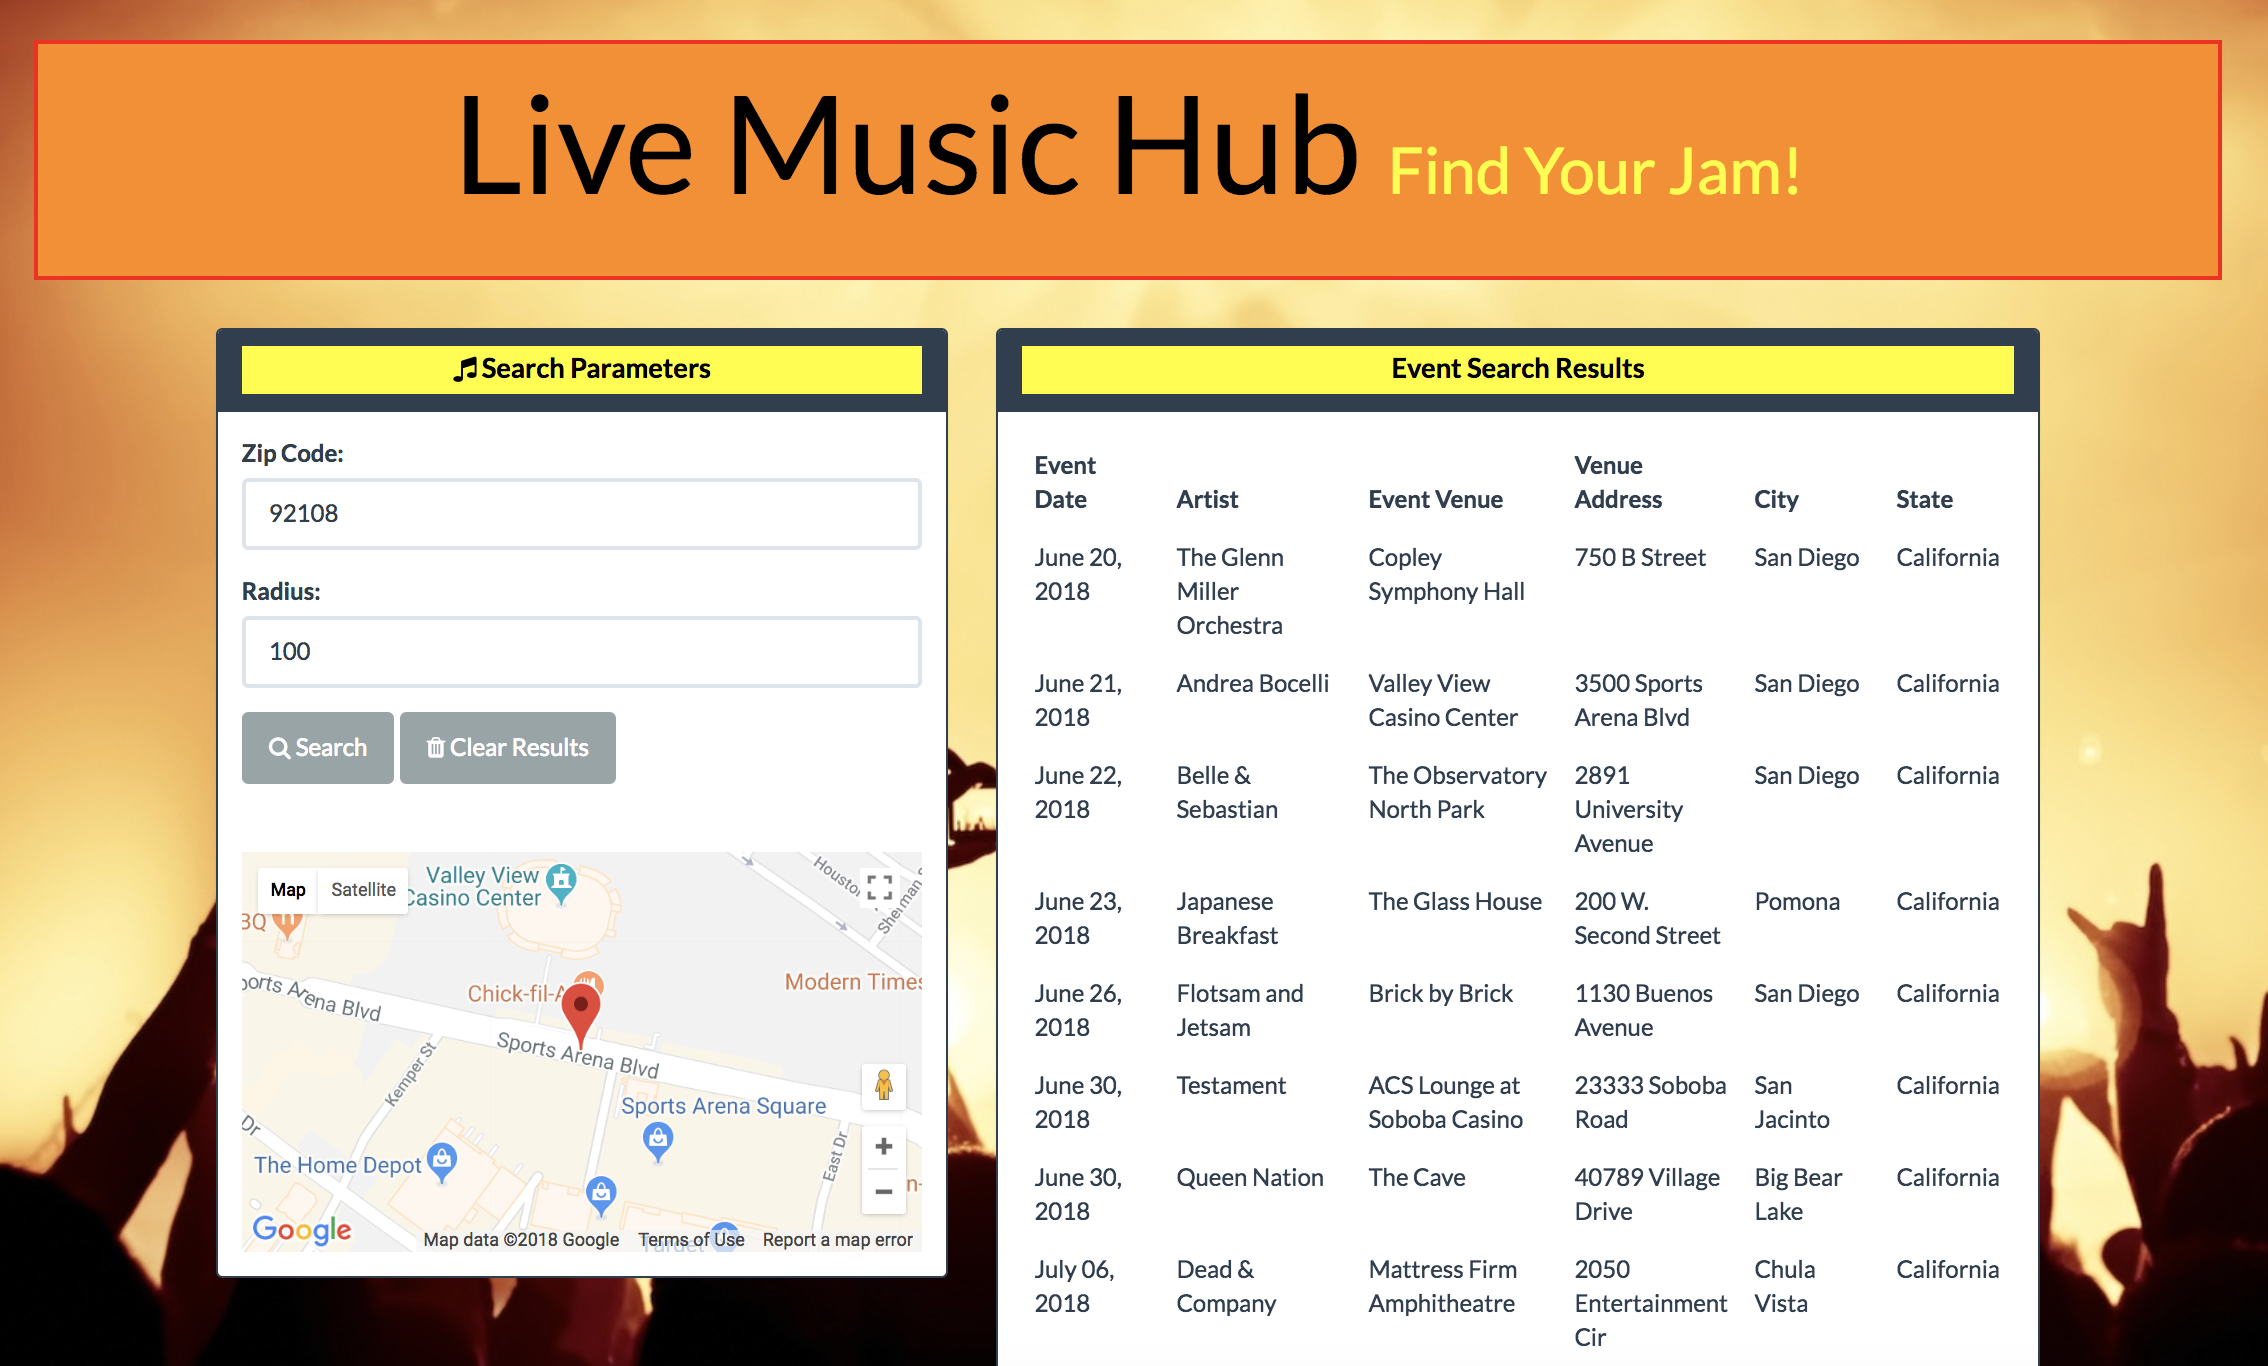 Live Music Hub Find Your Jam!
Search Parameters
Zip Code:
92108
Radius:
100
Search
Clear Results
Map
Satellite
Valley View
Casino Center
BQ
Houston
Sherman S
Modern Times
Chick-fil-A
Sports Arena Blvd
Sports Arena Blvd
Kemper St
Sports Arena Square
East Dr
Dr
The Home Depot
Target
n-
Google
Map data ©2018 Google
Terms of Use
Report a map error
Event Search Results
Event
Date
Artist
Event Venue
Venue
Address
City
State
June 20,
2018
The Glenn
Miller
Orchestra
Copley
Symphony Hall
750 B Street
San Diego
California
June 21,
2018
Andrea Bocelli
Valley View
Casino Center
3500 Sports
Arena Blvd
San Diego
California
June 22,
2018
Belle &
Sebastian
The Observatory
North Park
2891
University
Avenue
San Diego
California
June 23,
2018
Japanese
Breakfast
The Glass House
200 W.
Second Street
Pomona
California
June 26,
2018
Flotsam and
Jetsam
Brick by Brick
1130 Buenos
Avenue
San Diego
California
June 30,
2018
Testament
ACS Lounge at
Soboba Casino
23333 Soboba
Road
San
Jacinto
California
June 30,
2018
Queen Nation
The Cave
40789 Village
Drive
Big Bear
Lake
California
July 06,
2018
Dead &
Company
Mattress Firm
Amphitheatre
2050
Entertainment
Cir
Chula
Vista
California